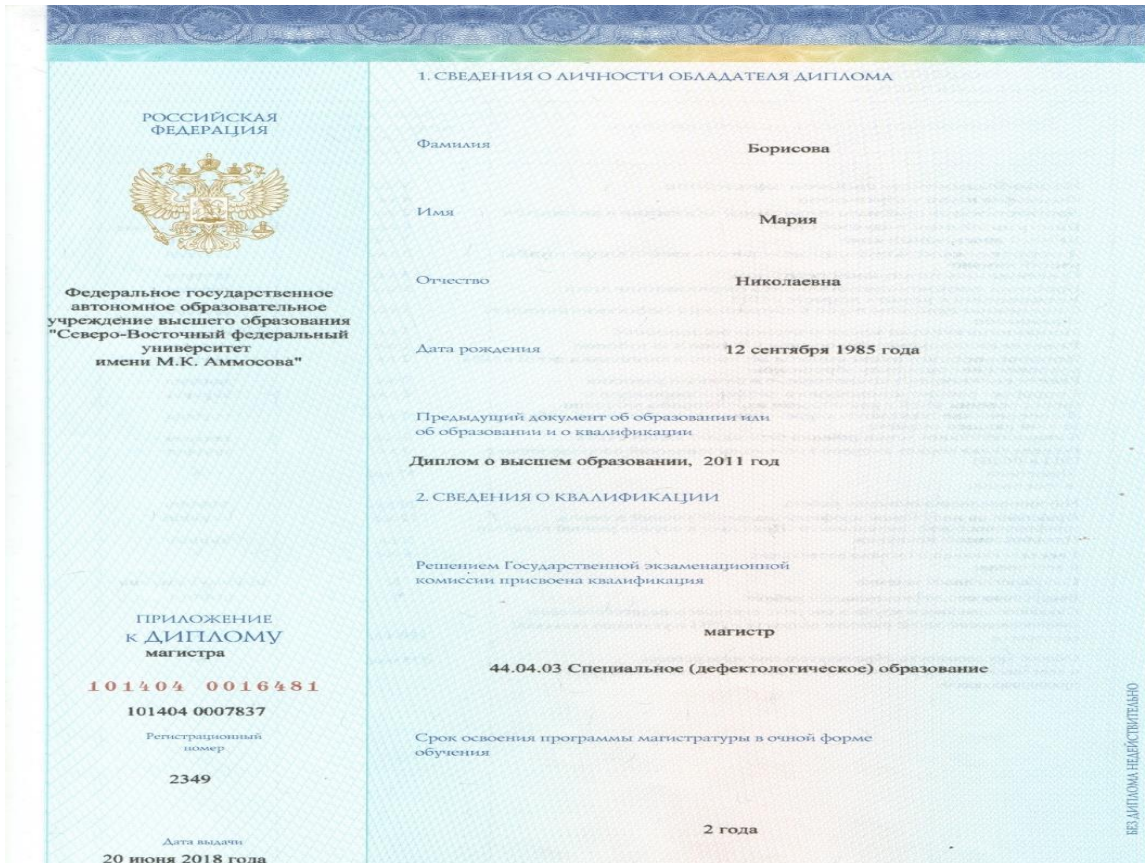 РОССИЙСКАЯ
ФЕДЕРАЦИЯ
Федеральное государственное
автономное образовательное
учреждение высшего образования
"Северо-Восточный федеральный
университет
имени М.К. Аммосова"
ПРИЛОЖЕНИЕ
к ДИПЛОМУ
магистра
101404 0016481
101404 0007837
Регистрационный
номер
2349
Дата выдачи
20 июня 2018 года
1. СВЕДЕНИЯ О ЛИЧНОСТИ ОБЛАДАТЕЛЯ ДИПЛОМА
Фамилия
Борисова
Имя
Мария
Отчество
Николаевна
Дата рождения
12 сентября 1985 года
Предыдущий документ об образовании или
об образовании и о квалификации
Диплом о высшем образовании, 2011 год
2. СВЕДЕНИЯ О КВАЛИФИКАЦИИ
Решением Государственной экзаменационной
комиссии присвоена квалификация
магистр
44.04.03 Специальное (дефектологическое) образование
Срок освоения программы магистратуры в очной форме
обучения
2 года
БЕЗ ДИПЛОМА НЕДЕЙСТВИТЕЛЬНО